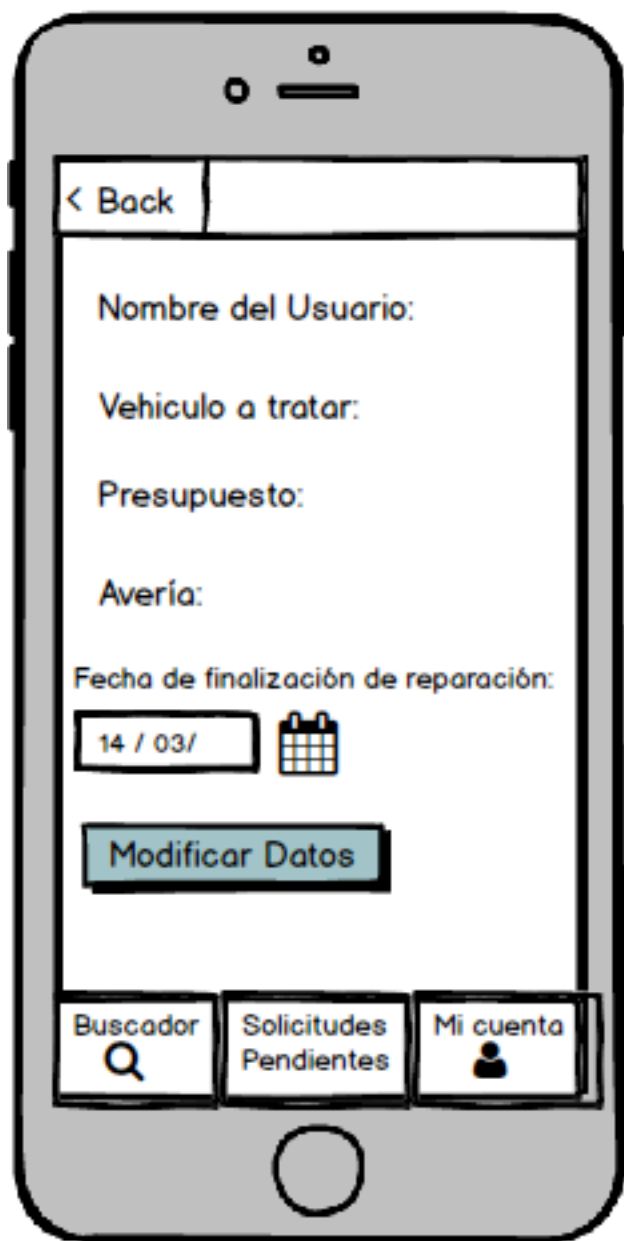 < Back
Nombre del Usuario:
Vehiculo a tratar:
Presupuesto:
Avería:
Fecha de finalización de reparación:
14 / 03/
Modificar Datos
Buscador
Solicitudes
Pendientes
Mi cuenta